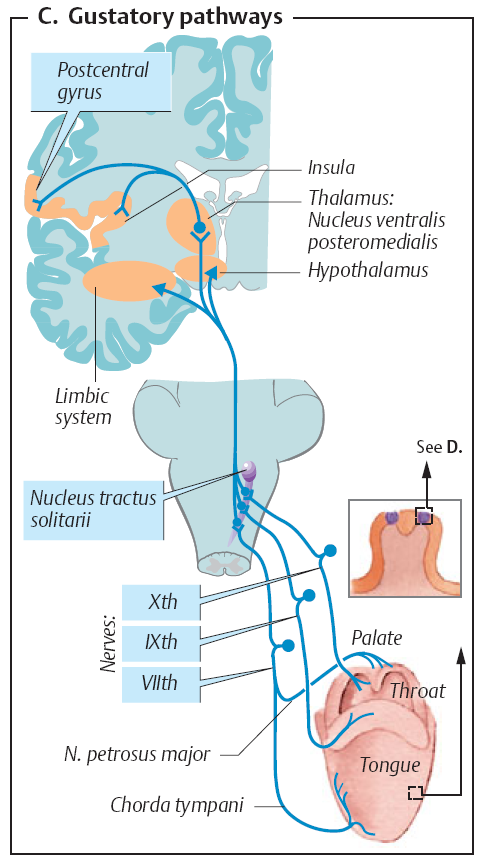 C. Gustatory pathways
Postcentral
gyrus
Insula
Thalamus:
Nucleus ventralis
posteromedialis
Hypothalamus
Limbic
system
See D.
Nucleus tractus
solitarii
Nerves:
Xth
IXth
VIIth
Palate
Throat
N. petrosus major
Tongue
Chorda tympani